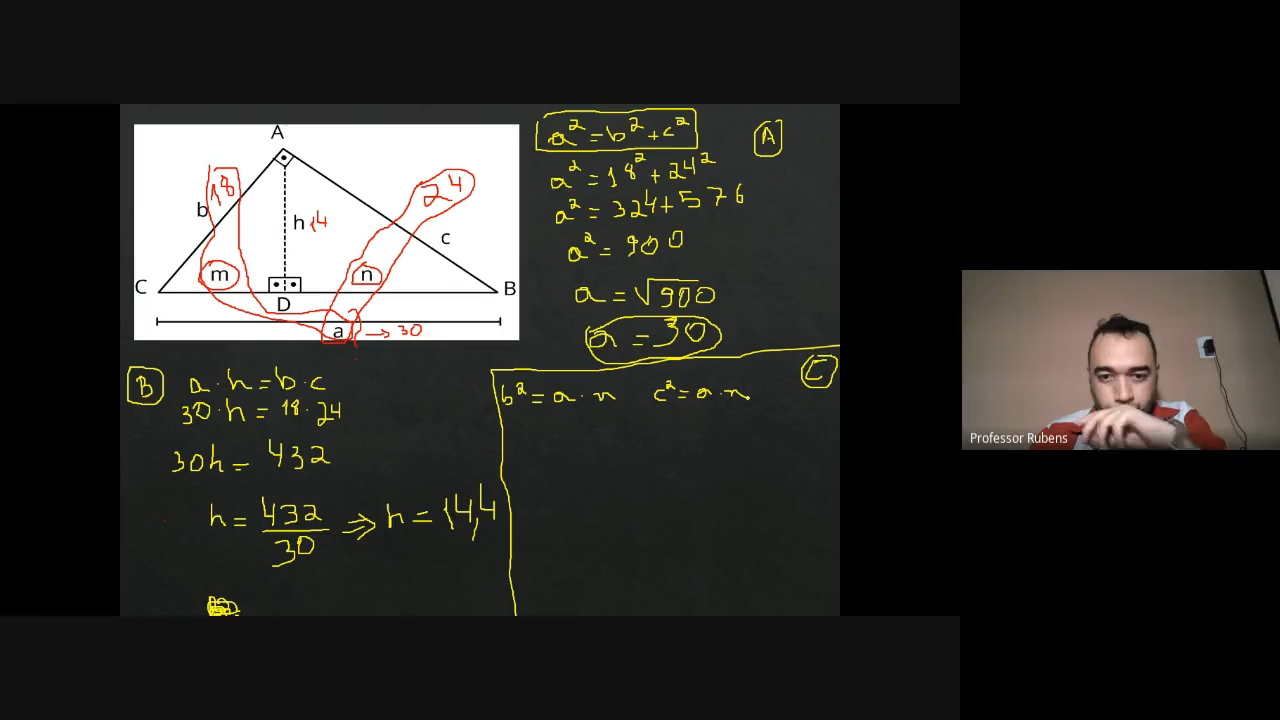 A
18
b
h 14
24
c
C
m
n
B
D
a → 30
a² = b² + c²
A
a² = 18² + 24²
a² = 324 + 576
a² = 900
a = √900
a = 30
B
a · h = b · c
30 · h = 18 · 24
30h = 432
h = 432/30 ⇒ h = 14,4
C
b² = a · n c² = a · n
Professor Rubens